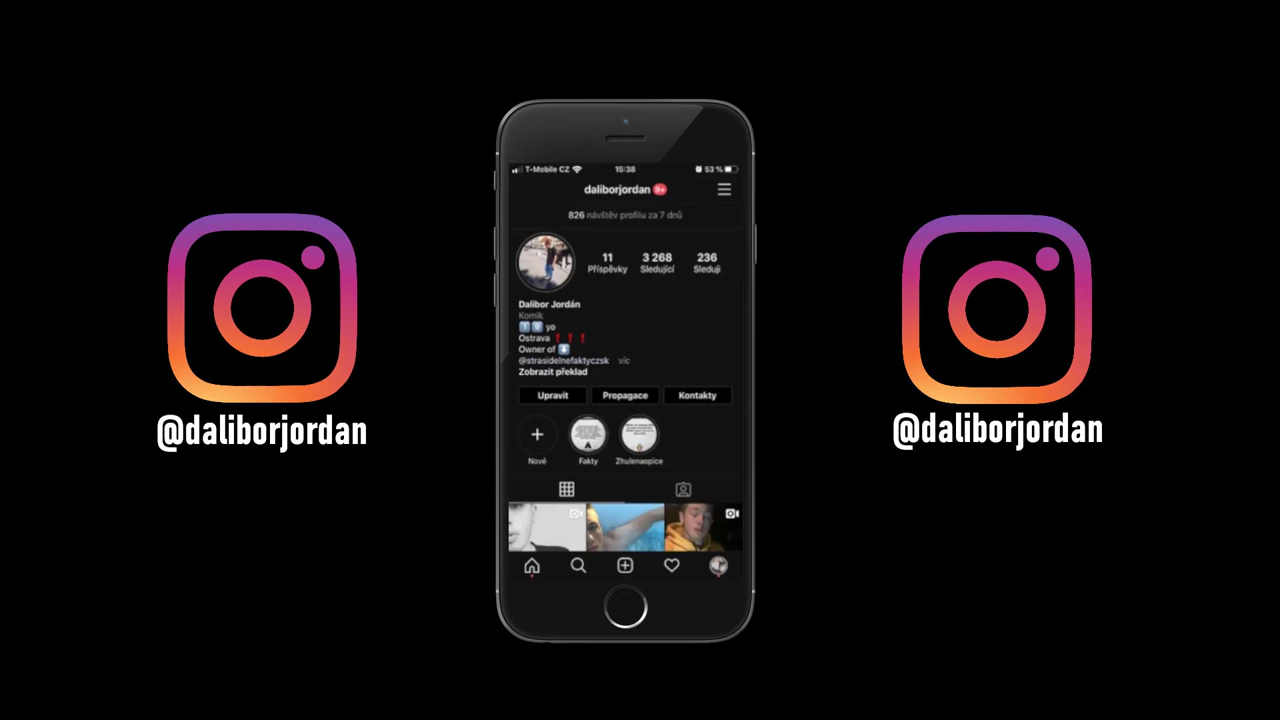 T-Mobile CZ 15:38 53 %
daliborjordan 9+
826 návštěv profilu za 7 dnů
11 3 268 236
Příspěvky Sledující Sleduji
Dalibor Jordán
Komik
1 9 yo
Ostrava ❗❗❗
Owner of ⬇
@strasidelnefaktyczsk víc
Zobrazit překlad
Upravit Propagace Kontakty
Nové Fakty Zhulenaopice
@daliborjordan
@daliborjordan